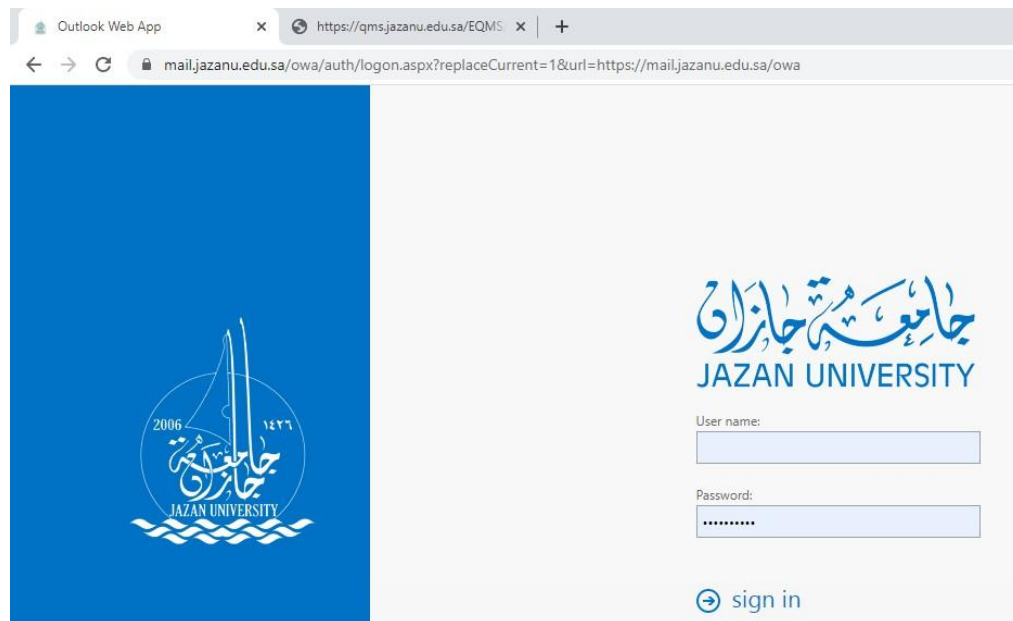 Outlook Web App
https://qms.jazanu.edu.sa/EQMS/
mail.jazanu.edu.sa/owa/auth/logon.aspx?replaceCurrent=1&url=https://mail.jazanu.edu.sa/owa
جامعة جازان
JAZAN UNIVERSITY
User name:
Password:
sign in
2006 ١٤٢٦
جامعة
جازان
JAZAN UNIVERSITY